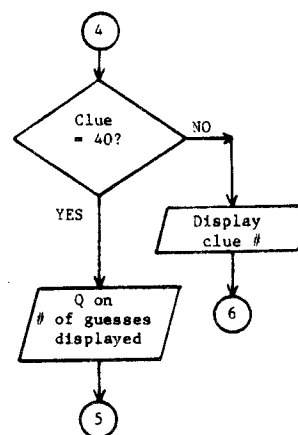 4
Clue
= 40?
NO
YES
Display
clue #
Q on
# of guesses
displayed
6
5